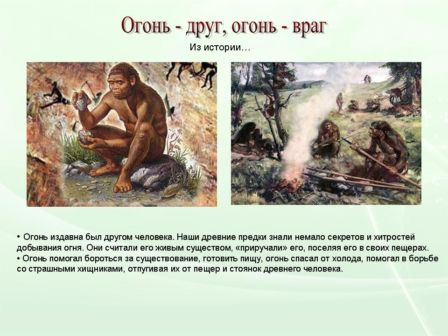 Огонь - друг, огонь - враг
Из истории…
• Огонь издавна был другом человека. Наши древние предки знали немало секретов и хитростей
добывания огня. Они считали его живым существом, «приручали» его, поселяя его в своих пещерах.
• Огонь помогал бороться за существование, готовить пищу, огонь спасал от холода, помогал в борьбе
со страшными хищниками, отпугивая их от пещер и стоянок древнего человека.